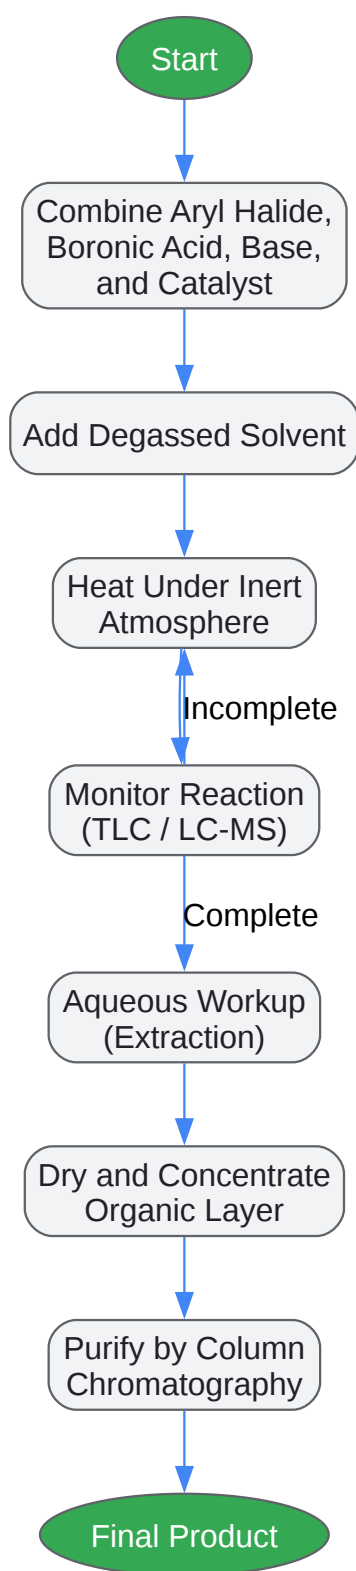 Start
Combine Aryl Halide,
Boronic Acid, Base,
and Catalyst
Add Degassed Solvent
Heat Under Inert
Atmosphere
Incomplete
Monitor Reaction
(TLC / LC-MS)
Complete
Aqueous Workup
(Extraction)
Dry and Concentrate
Organic Layer
Purify by Column
Chromatography
Final Product